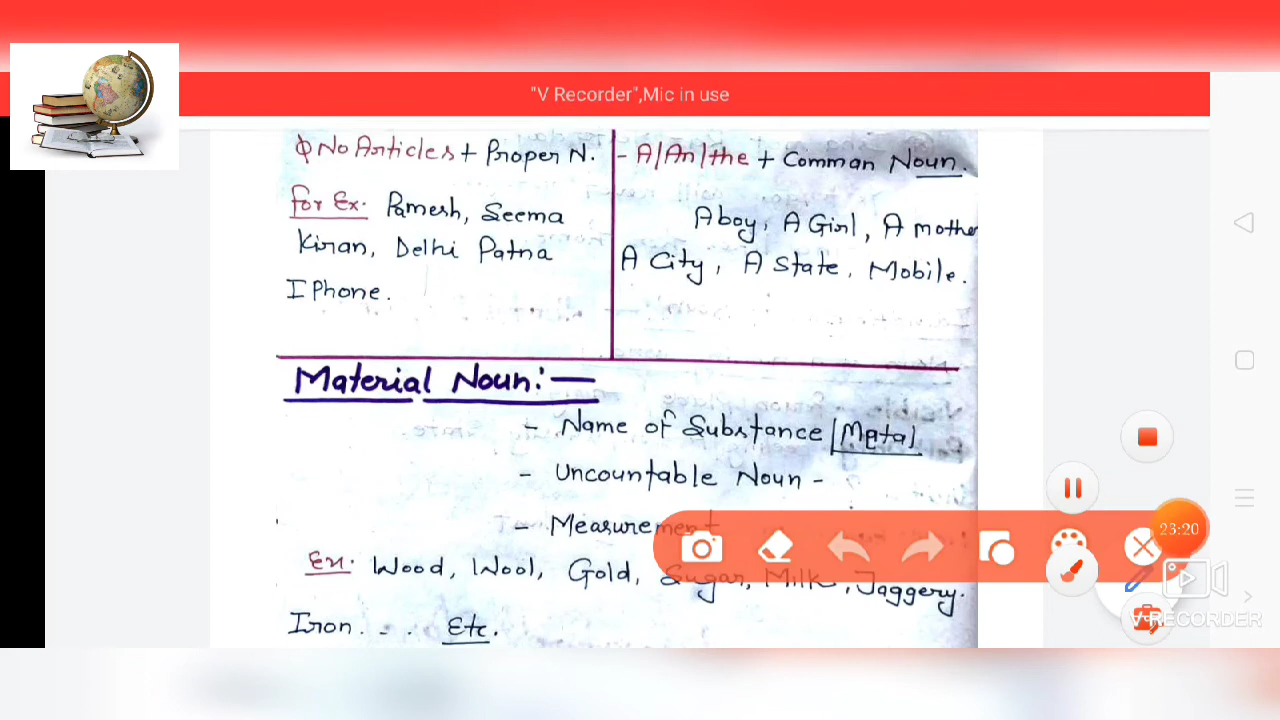 "V Recorder",Mic in use
φ No Articles + Proper N.
- A/An/the + Comman Noun.
for Ex. Ramesh, Seema
Kiran, Delhi Patna
I Phone.
A boy, A Girl, A mother
A City, A State, Mobile.
Material Noun:-
- Name of Substance [Metal
- Uncountable Noun -
- Measurement
Ex. Wood, Wool, Gold, Sugar, Milk, Jaggery.
Iron. . . Etc.
23:20
V RECORDER